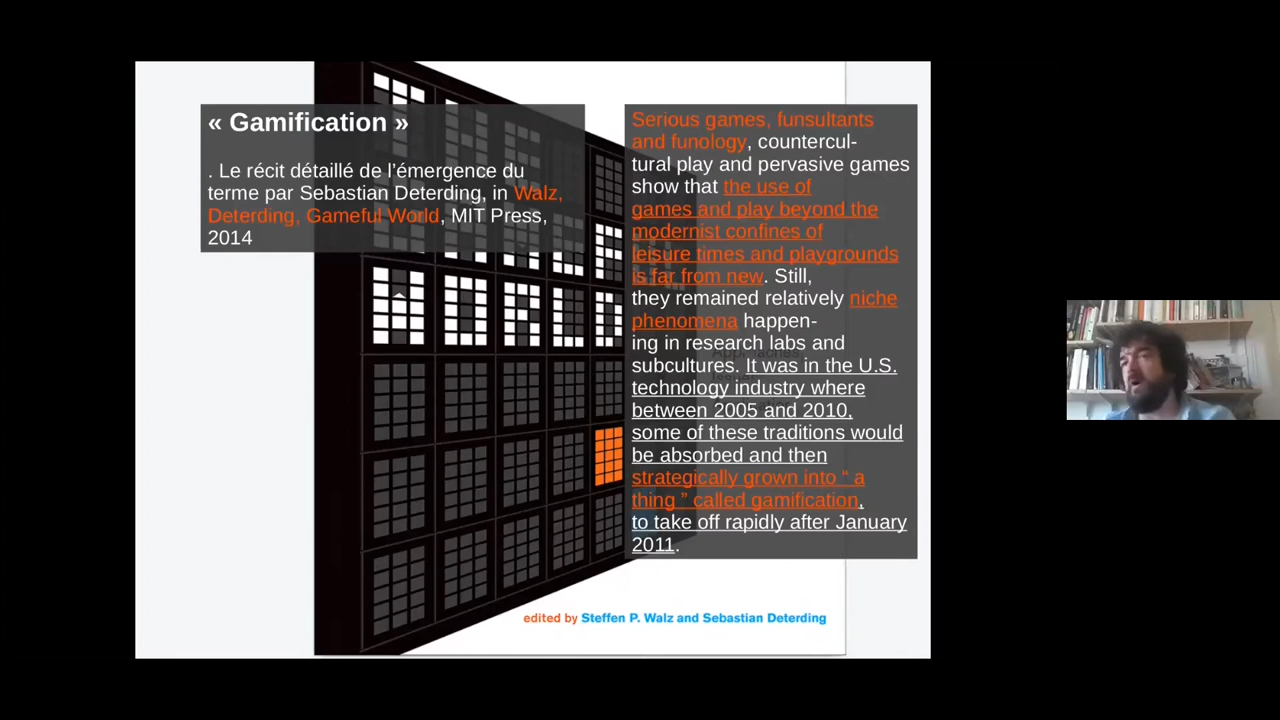 « Gamification »
. Le récit détaillé de l'émergence du
terme par Sebastian Deterding, in Walz,
Deterding, Gameful World, MIT Press,
2014
Serious games, funsultants
and funology, countercul-
tural play and pervasive games
show that the use of
games and play beyond the
modernist confines of
leisure times and playgrounds
is far from new. Still,
they remained relatively niche
phenomena happen-
ing in research labs and
subcultures. It was in the U.S.
technology industry where
between 2005 and 2010,
some of these traditions would
be absorbed and then
strategically grown into “ a
thing ” called gamification,
to take off rapidly after January
2011.
WORLD
edited by Steffen P. Walz and Sebastian Deterding